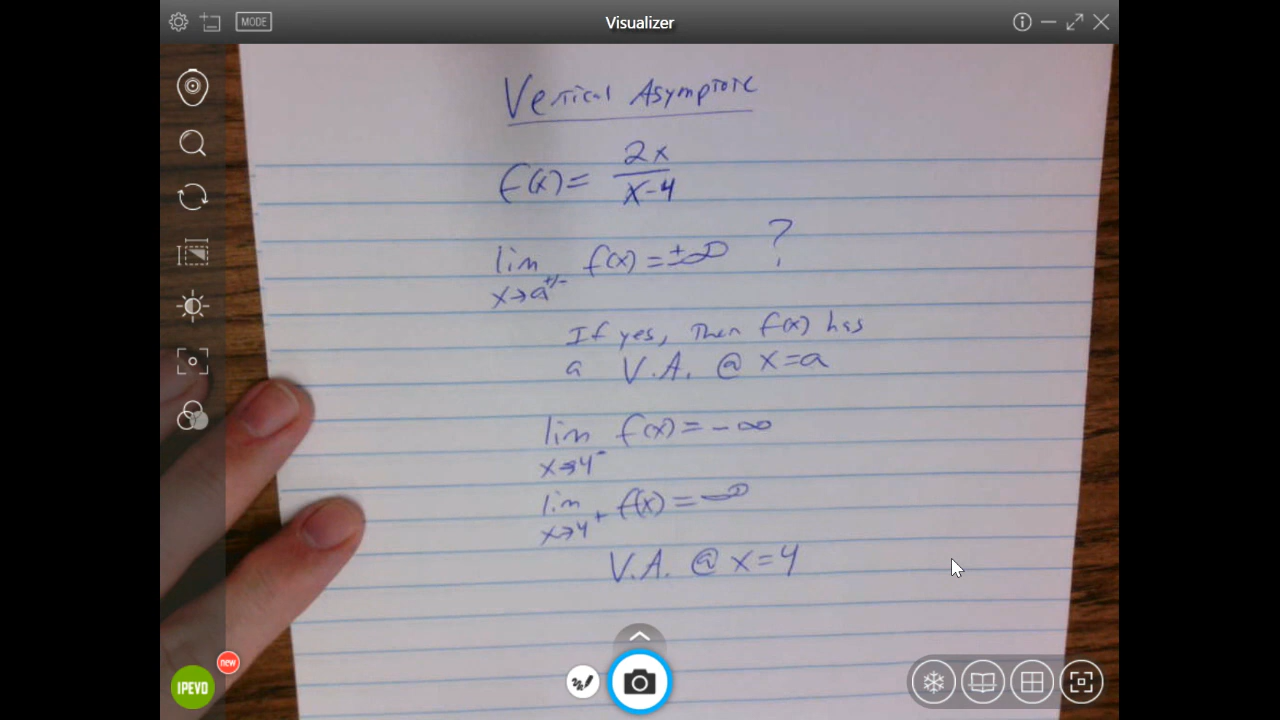 MODE
Visualizer
Vertical Asymptote
f(x) = 2x / x-4
lim x→a+/- f(x) = ±∞ ?
If yes, Then f(x) has
a V.A. @ x=a
lim x→4⁻ f(x) = -∞
lim x→4⁺ f(x) = ∞
V.A. @ x=4
new
IPEVO